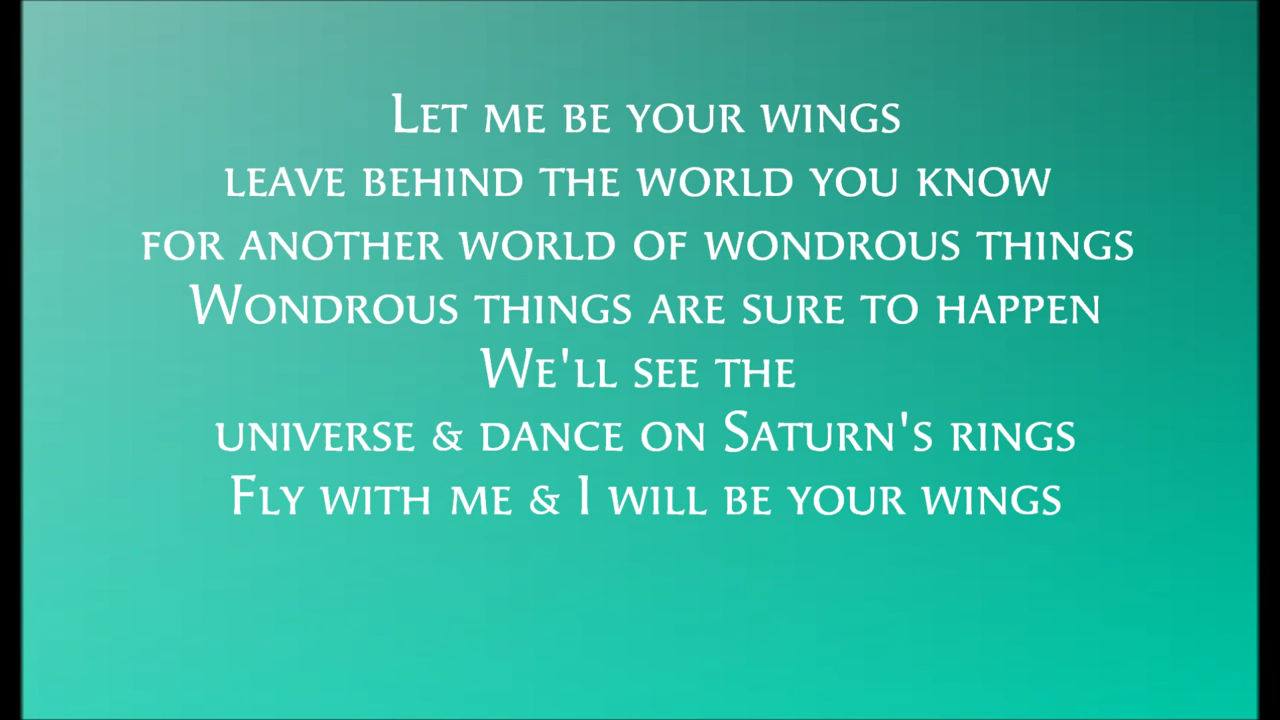 Let me be your wings
leave behind the world you know
for another world of wondrous things
Wondrous things are sure to happen
We'll see the
universe & dance on Saturn's rings
Fly with me & I will be your wings